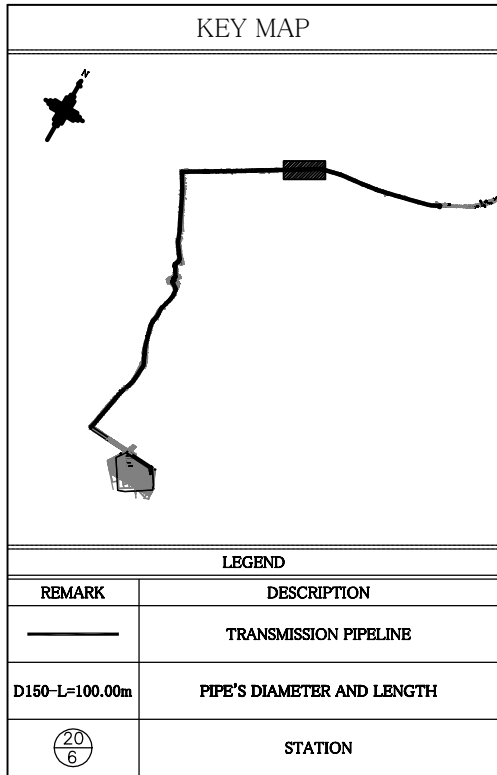 KEY MAP
N
LEGEND
REMARK DESCRIPTION
TRANSMISSION PIPELINE
D150-L=100.00m PIPE'S DIAMETER AND LENGTH
20
6
STATION